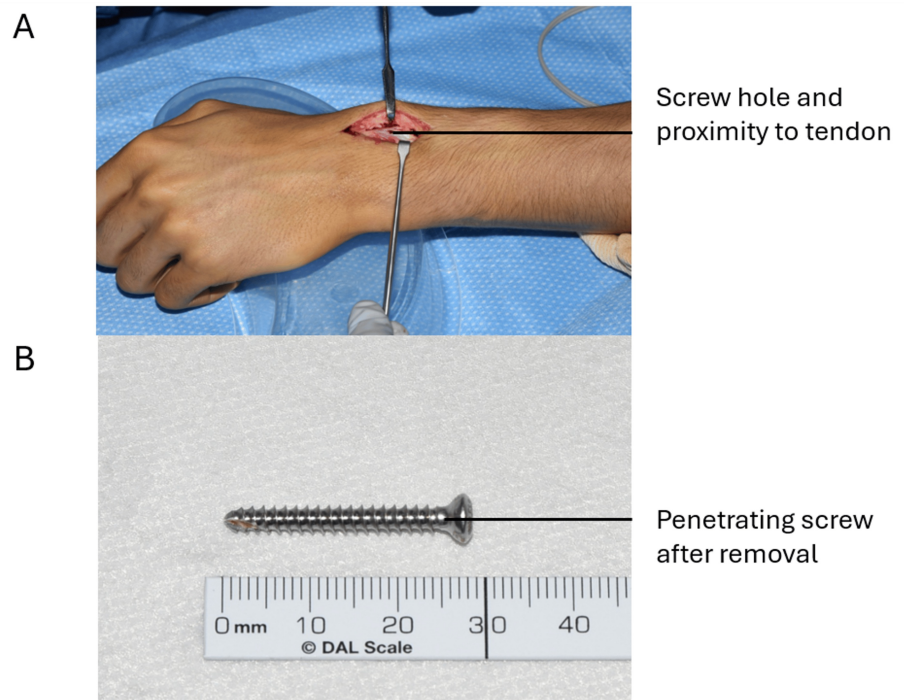 A
Screw hole and
proximity to tendon
B
Penetrating screw
after removal
0 mm 10 20 30 40
© DAL Scale